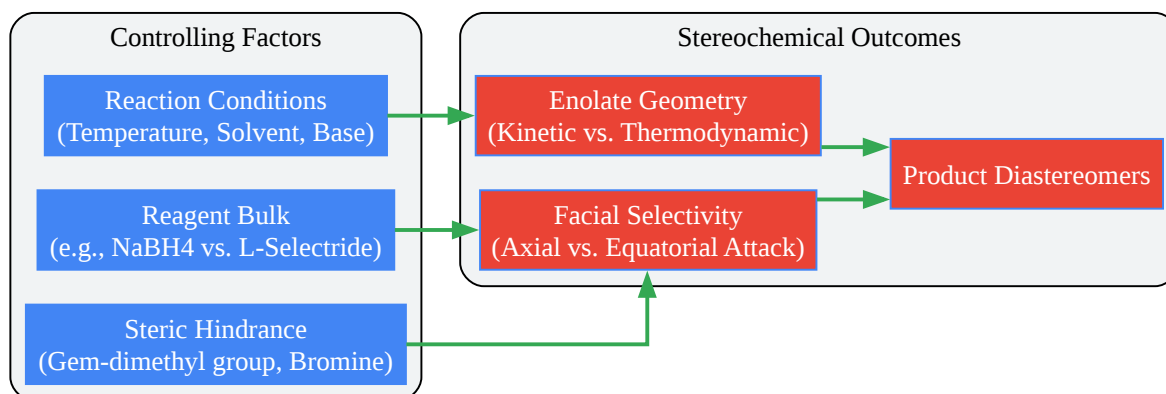 Controlling Factors
Reaction Conditions
(Temperature, Solvent, Base)
Reagent Bulk
(e.g., NaBH4 vs. L-Selectride)
Steric Hindrance
(Gem-dimethyl group, Bromine)
Stereochemical Outcomes
Enolate Geometry
(Kinetic vs. Thermodynamic)
Facial Selectivity
(Axial vs. Equatorial Attack)
Product Diastereomers